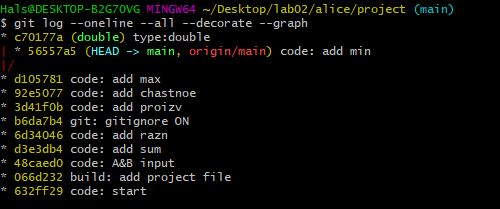 Hals@DESKTOP-B2G7OVG MINGW64 ~/Desktop/lab02/alice/project (main)
$ git log --oneline --all --decorate --graph
* c70177a (double) type:double
| * 56557a5 (HEAD -> main, origin/main) code: add min
|/
* d105781 code: add max
* 92e5077 code: add chastnoe
* 3d41f0b code: add proizv
* b6da7b4 git: gitignore ON
* 6d34046 code: add razn
* d3e3db4 code: add sum
* 48caed0 code: A&B input
* 066d232 build: add project file
* 632ff29 code: start